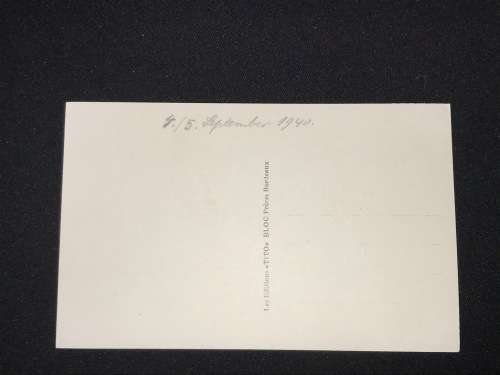 4./5. September 1940.
Les Editions «TITO» BLOC Frères Bordeaux